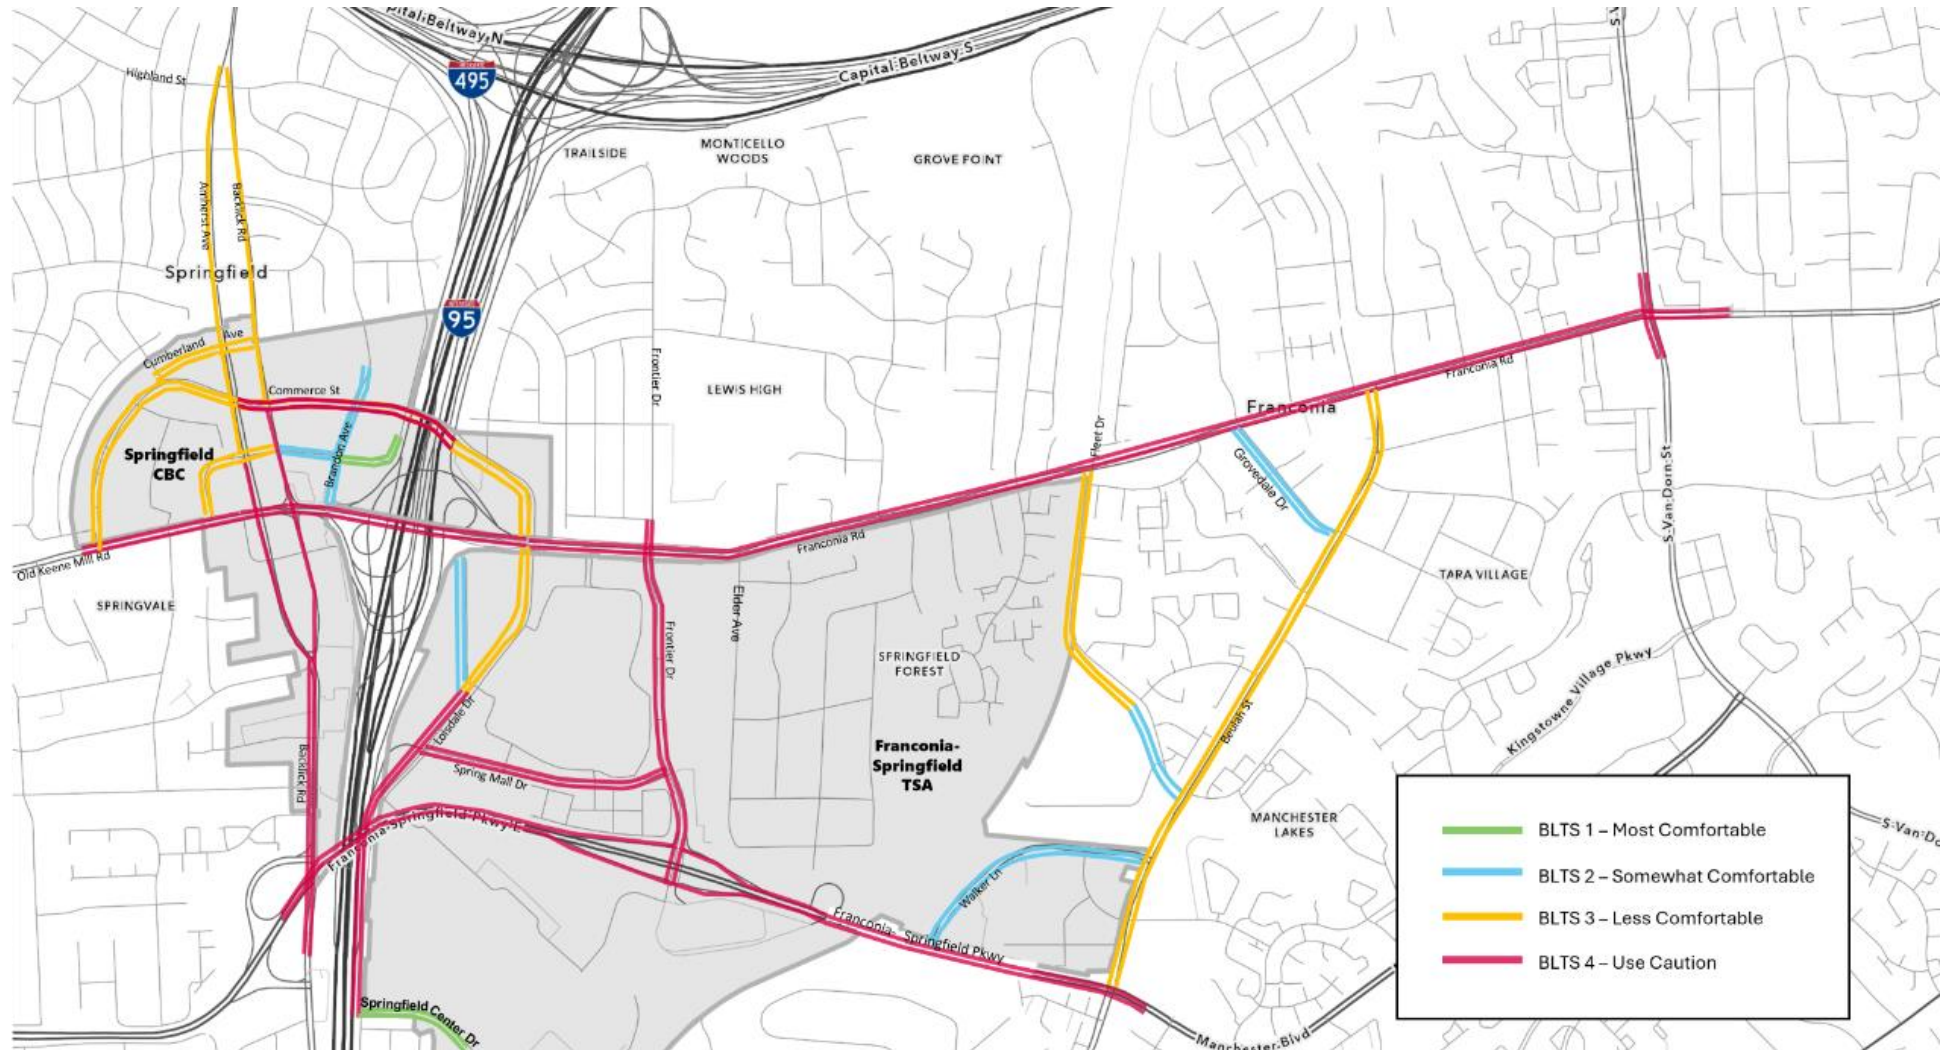 pital Beltway N
Capital Beltway S
S V
Highland St
INTERSTATE
495
TRAILSIDE
MONTICELLO
WOODS
GROVE POINT
Amherst Ave
Backlick Rd
Springfield
INTERSTATE
95
Cumberland Ave
Commerce St
Frontier Dr
LEWIS HIGH
Franconia Rd
Franconia
Fleet Dr
Springfield
CBC
Brandon Ave
Grovedale Dr
S Van Dorn St
Old Keene Mill Rd
Franconia Rd
SPRINGVALE
Elder Ave
TARA VILLAGE
Frontier Dr
SPRINGFIELD
FOREST
Kingstowne Village Pkwy
Loisdale Dr
Beulah St
Backlick Rd
Spring Mall Dr
Franconia-
Springfield
TSA
Franconia-Springfield Pkwy E
MANCHESTER
LAKES
S Van Do
Walker Ln
Franconia- Springfield Pkwy
Springfield Center Dr
Manchester Blvd
BLTS 1 – Most Comfortable
BLTS 2 – Somewhat Comfortable
BLTS 3 – Less Comfortable
BLTS 4 – Use Caution